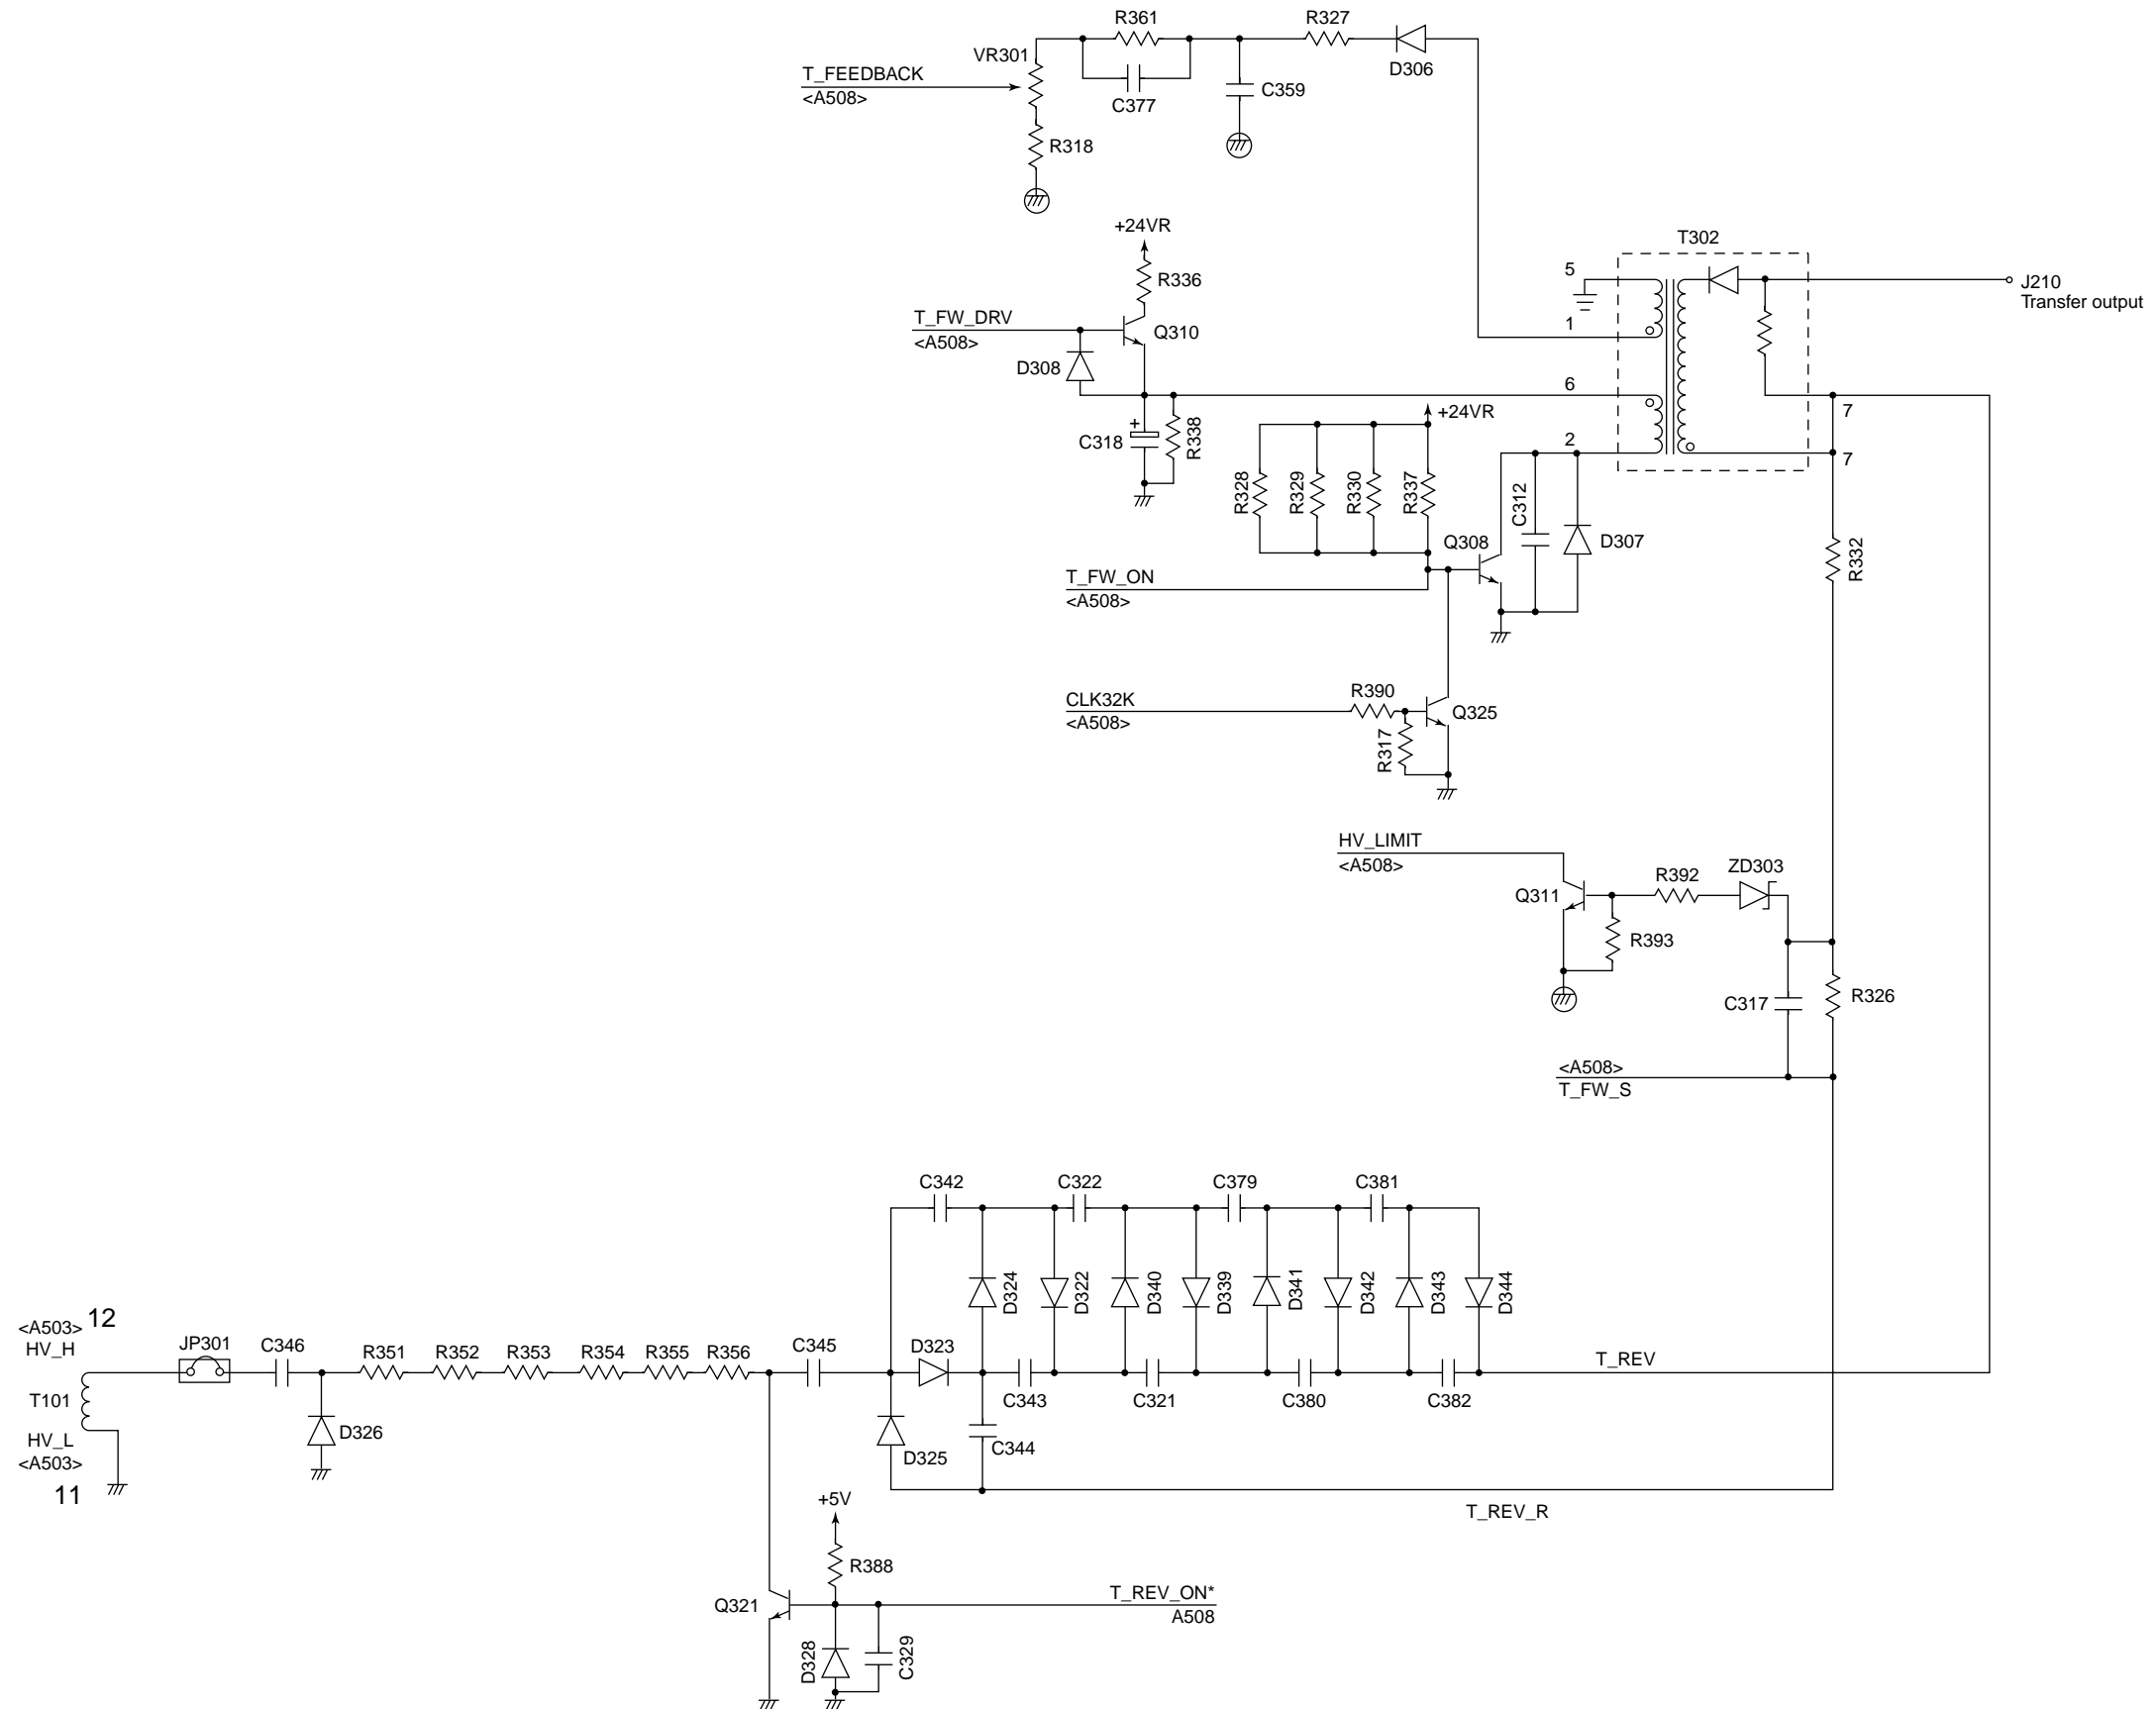 R361
R327
VR301
T_FEEDBACK
<A508>
D306
C377
C359
R318
+24VR
T302
R336
5
J210
Transfer output
T_FW_DRV
<A508>
Q310
1
D308
6
+24VR
7
C318
R338
2
7
R328
R329
R330
R337
C312
Q308
D307
R332
T_FW_ON
<A508>
CLK32K
<A508>
R390
Q325
R317
HV_LIMIT
<A508>
Q311
R392
ZD303
R393
C317
R326
<A508>
T_FW_S
C342
C322
C379
C381
D324
D322
D340
D339
D341
D342
D343
D344
<A503>
12
HV_H
JP301
C346
R351
R352
R353
R354
R355
R356
C345
D323
T_REV
T101
C343
C321
C380
C382
HV_L
<A503>
11
D326
D325
C344
+5V
T_REV_R
R388
Q321
T_REV_ON*
A508
D328
C329